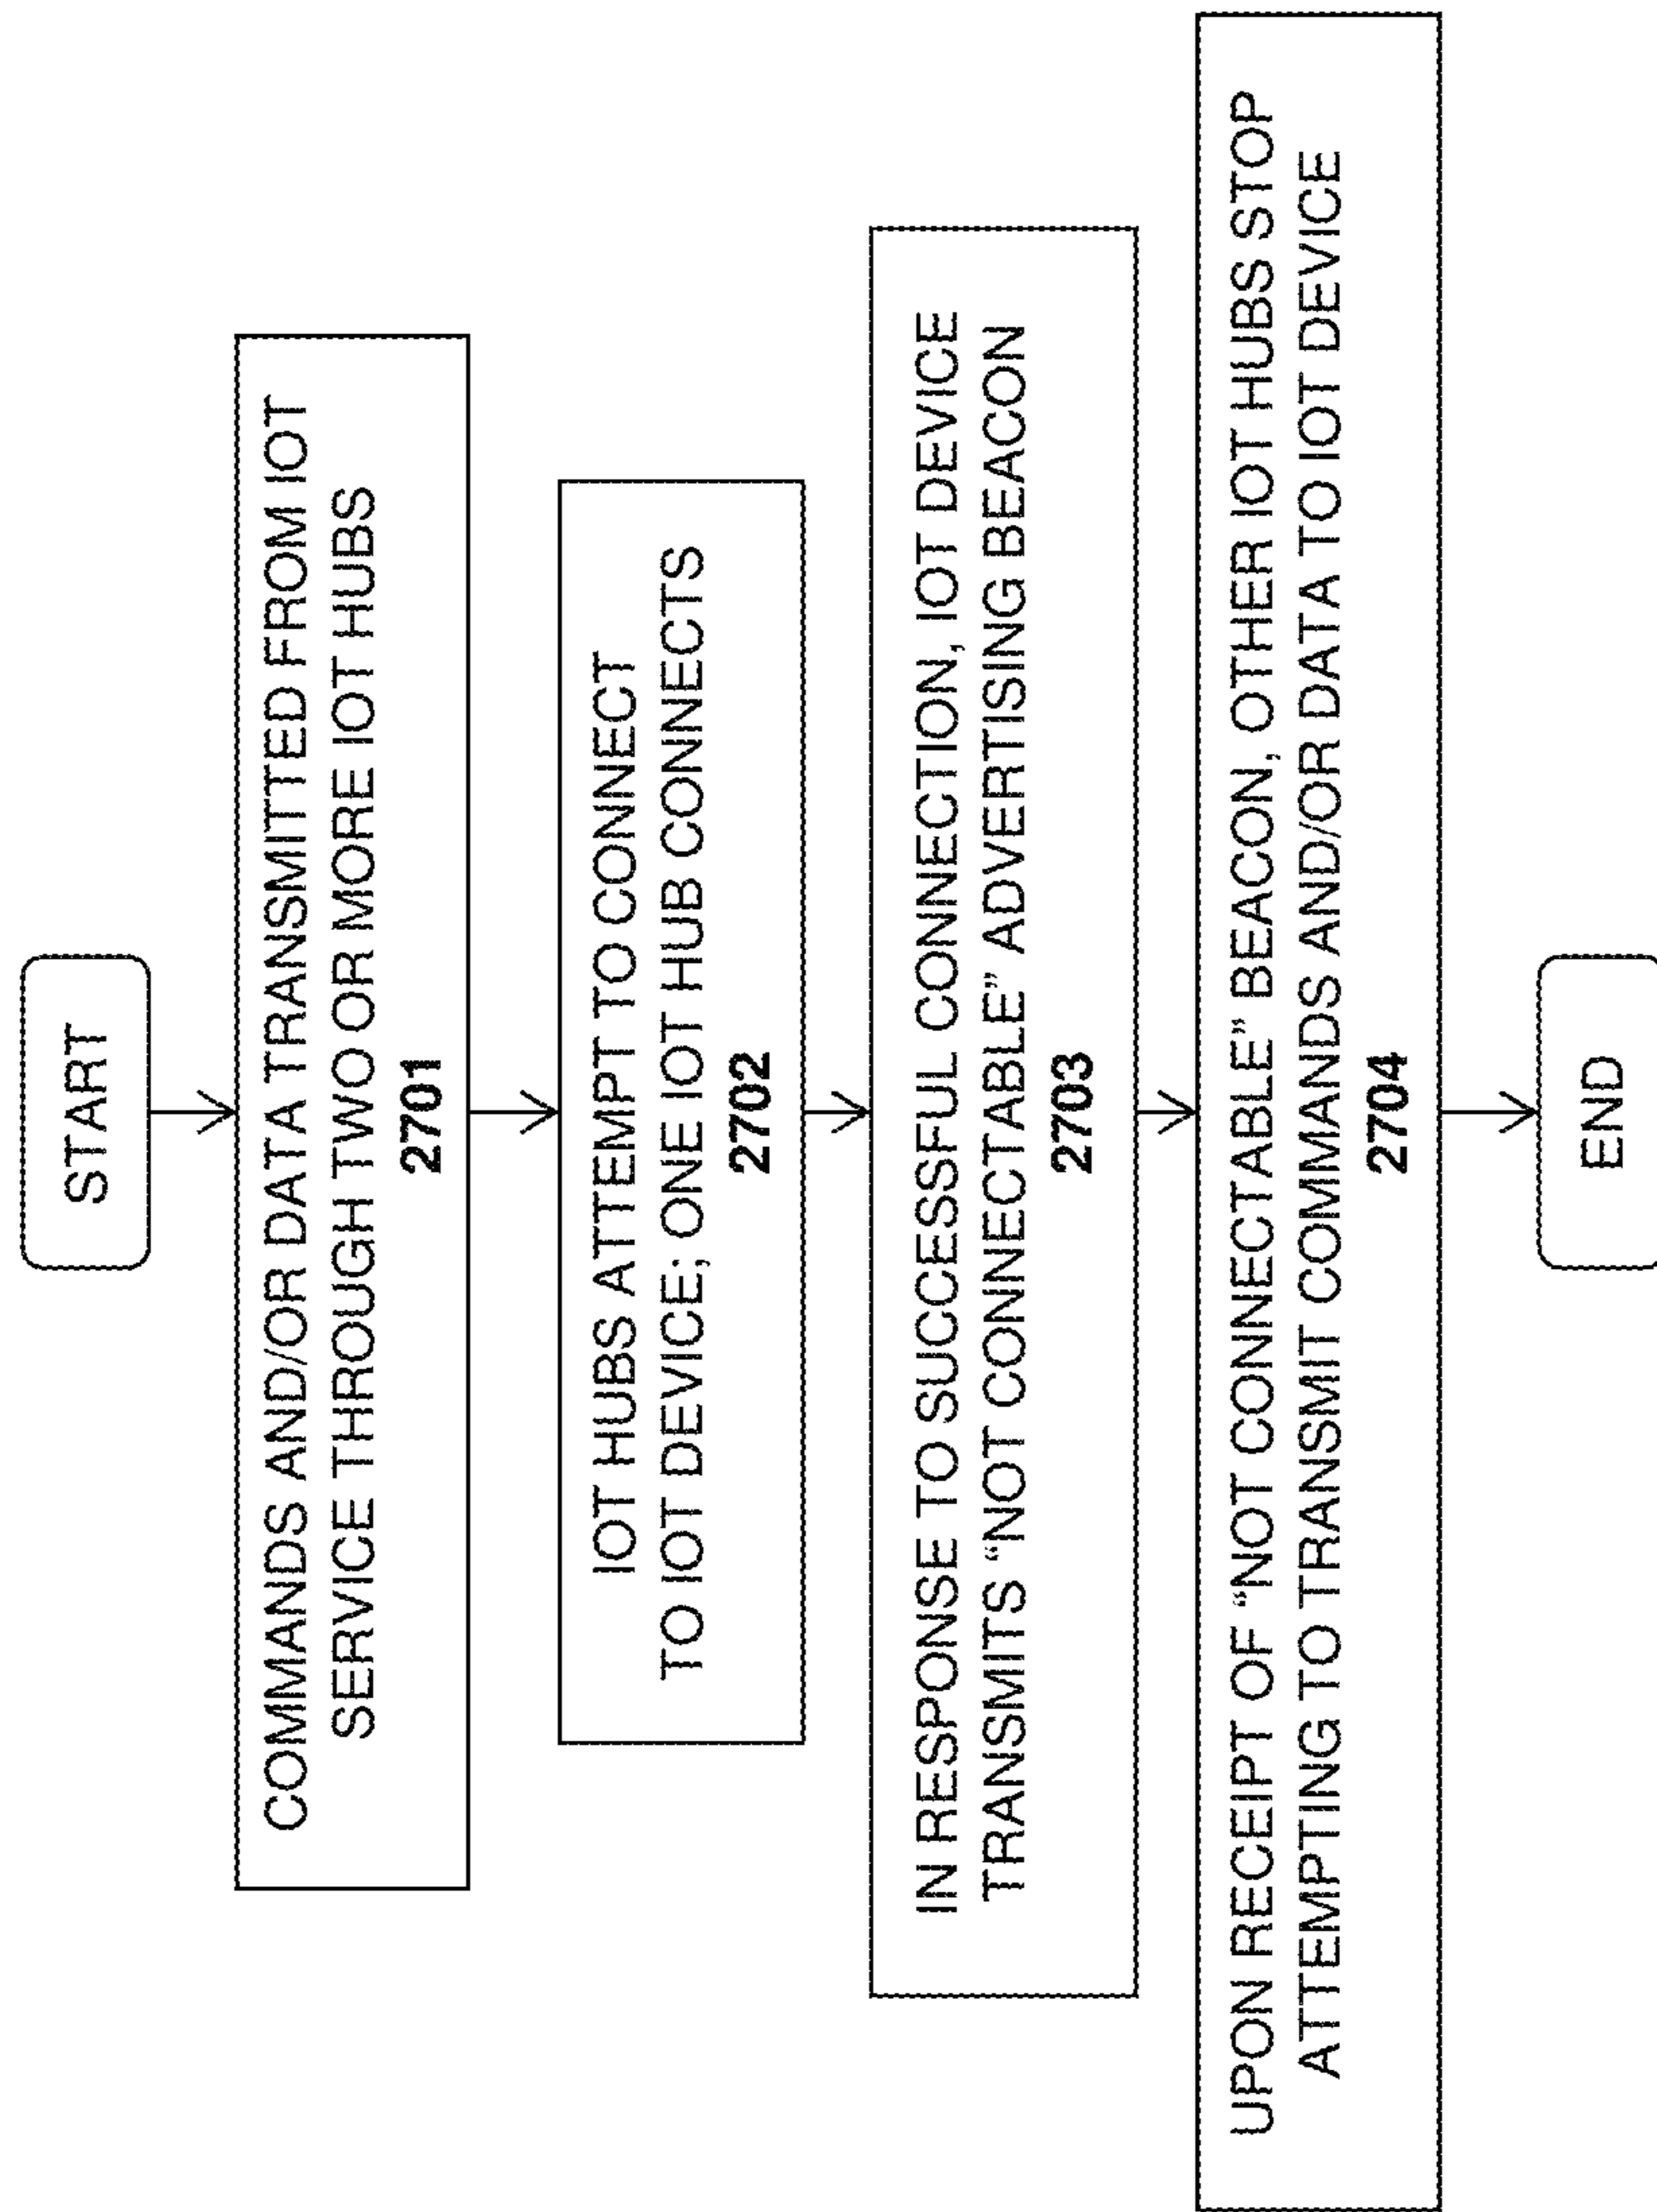 START
COMMANDS AND/OR DATA TRANSMITTED FROM IOT
SERVICE THROUGH TWO OR MORE IOT HUBS
2701
IOT HUBS ATTEMPT TO CONNECT
TO IOT DEVICE; ONE IOT HUB CONNECTS
2702
IN RESPONSE TO SUCCESSFUL CONNECTION, IOT DEVICE
TRANSMITS “NOT CONNECTABLE” ADVERTISING BEACON
2703
UPON RECEIPT OF “NOT CONNECTABLE” BEACON, OTHER IOT HUBS STOP
ATTEMPTING TO TRANSMIT COMMANDS AND/OR DATA TO IOT DEVICE
2704
END